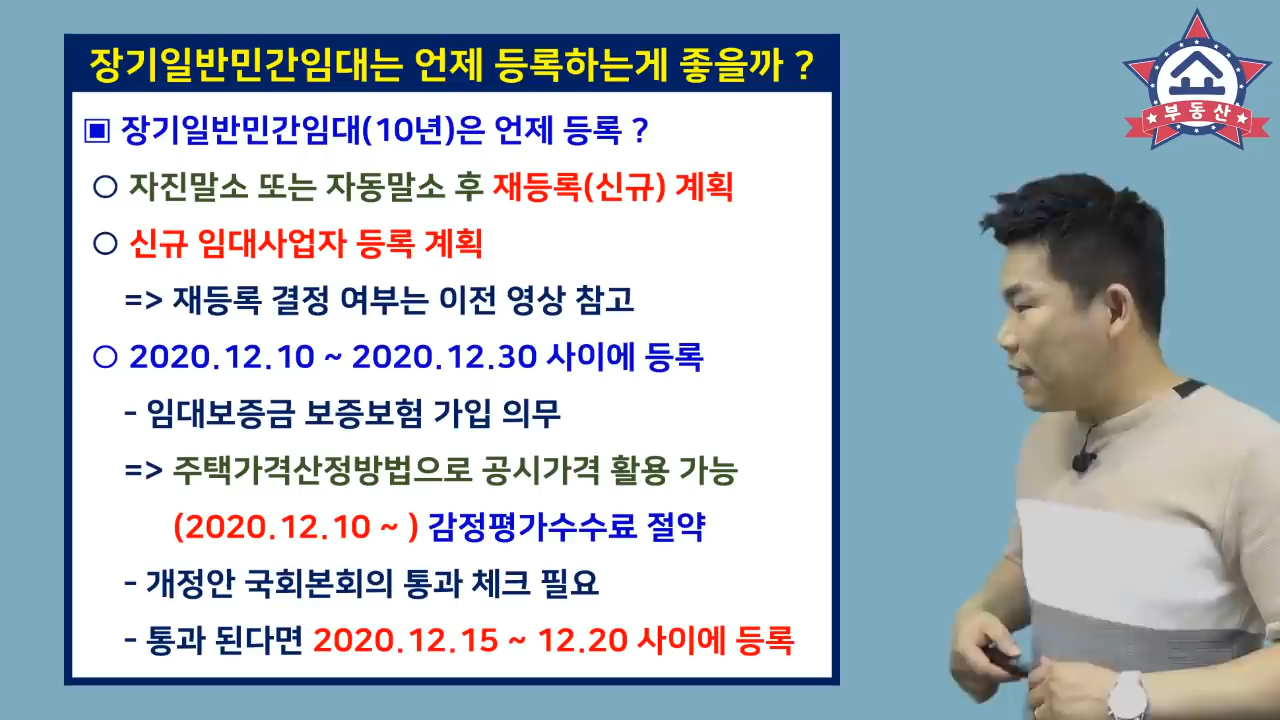 장기일반민간임대는 언제 등록하는게 좋을까 ?
▣ 장기일반민간임대(10년)은 언제 등록 ?
○ 자진말소 또는 자동말소 후 재등록(신규) 계획
○ 신규 임대사업자 등록 계획
=> 재등록 결정 여부는 이전 영상 참고
○ 2020.12.10 ~ 2020.12.30 사이에 등록
- 임대보증금 보증보험 가입 의무
=> 주택가격산정방법으로 공시가격 활용 가능
(2020.12.10 ~ ) 감정평가수수료 절약
- 개정안 국회본회의 통과 체크 필요
- 통과 된다면 2020.12.15 ~ 12.20 사이에 등록
부동산